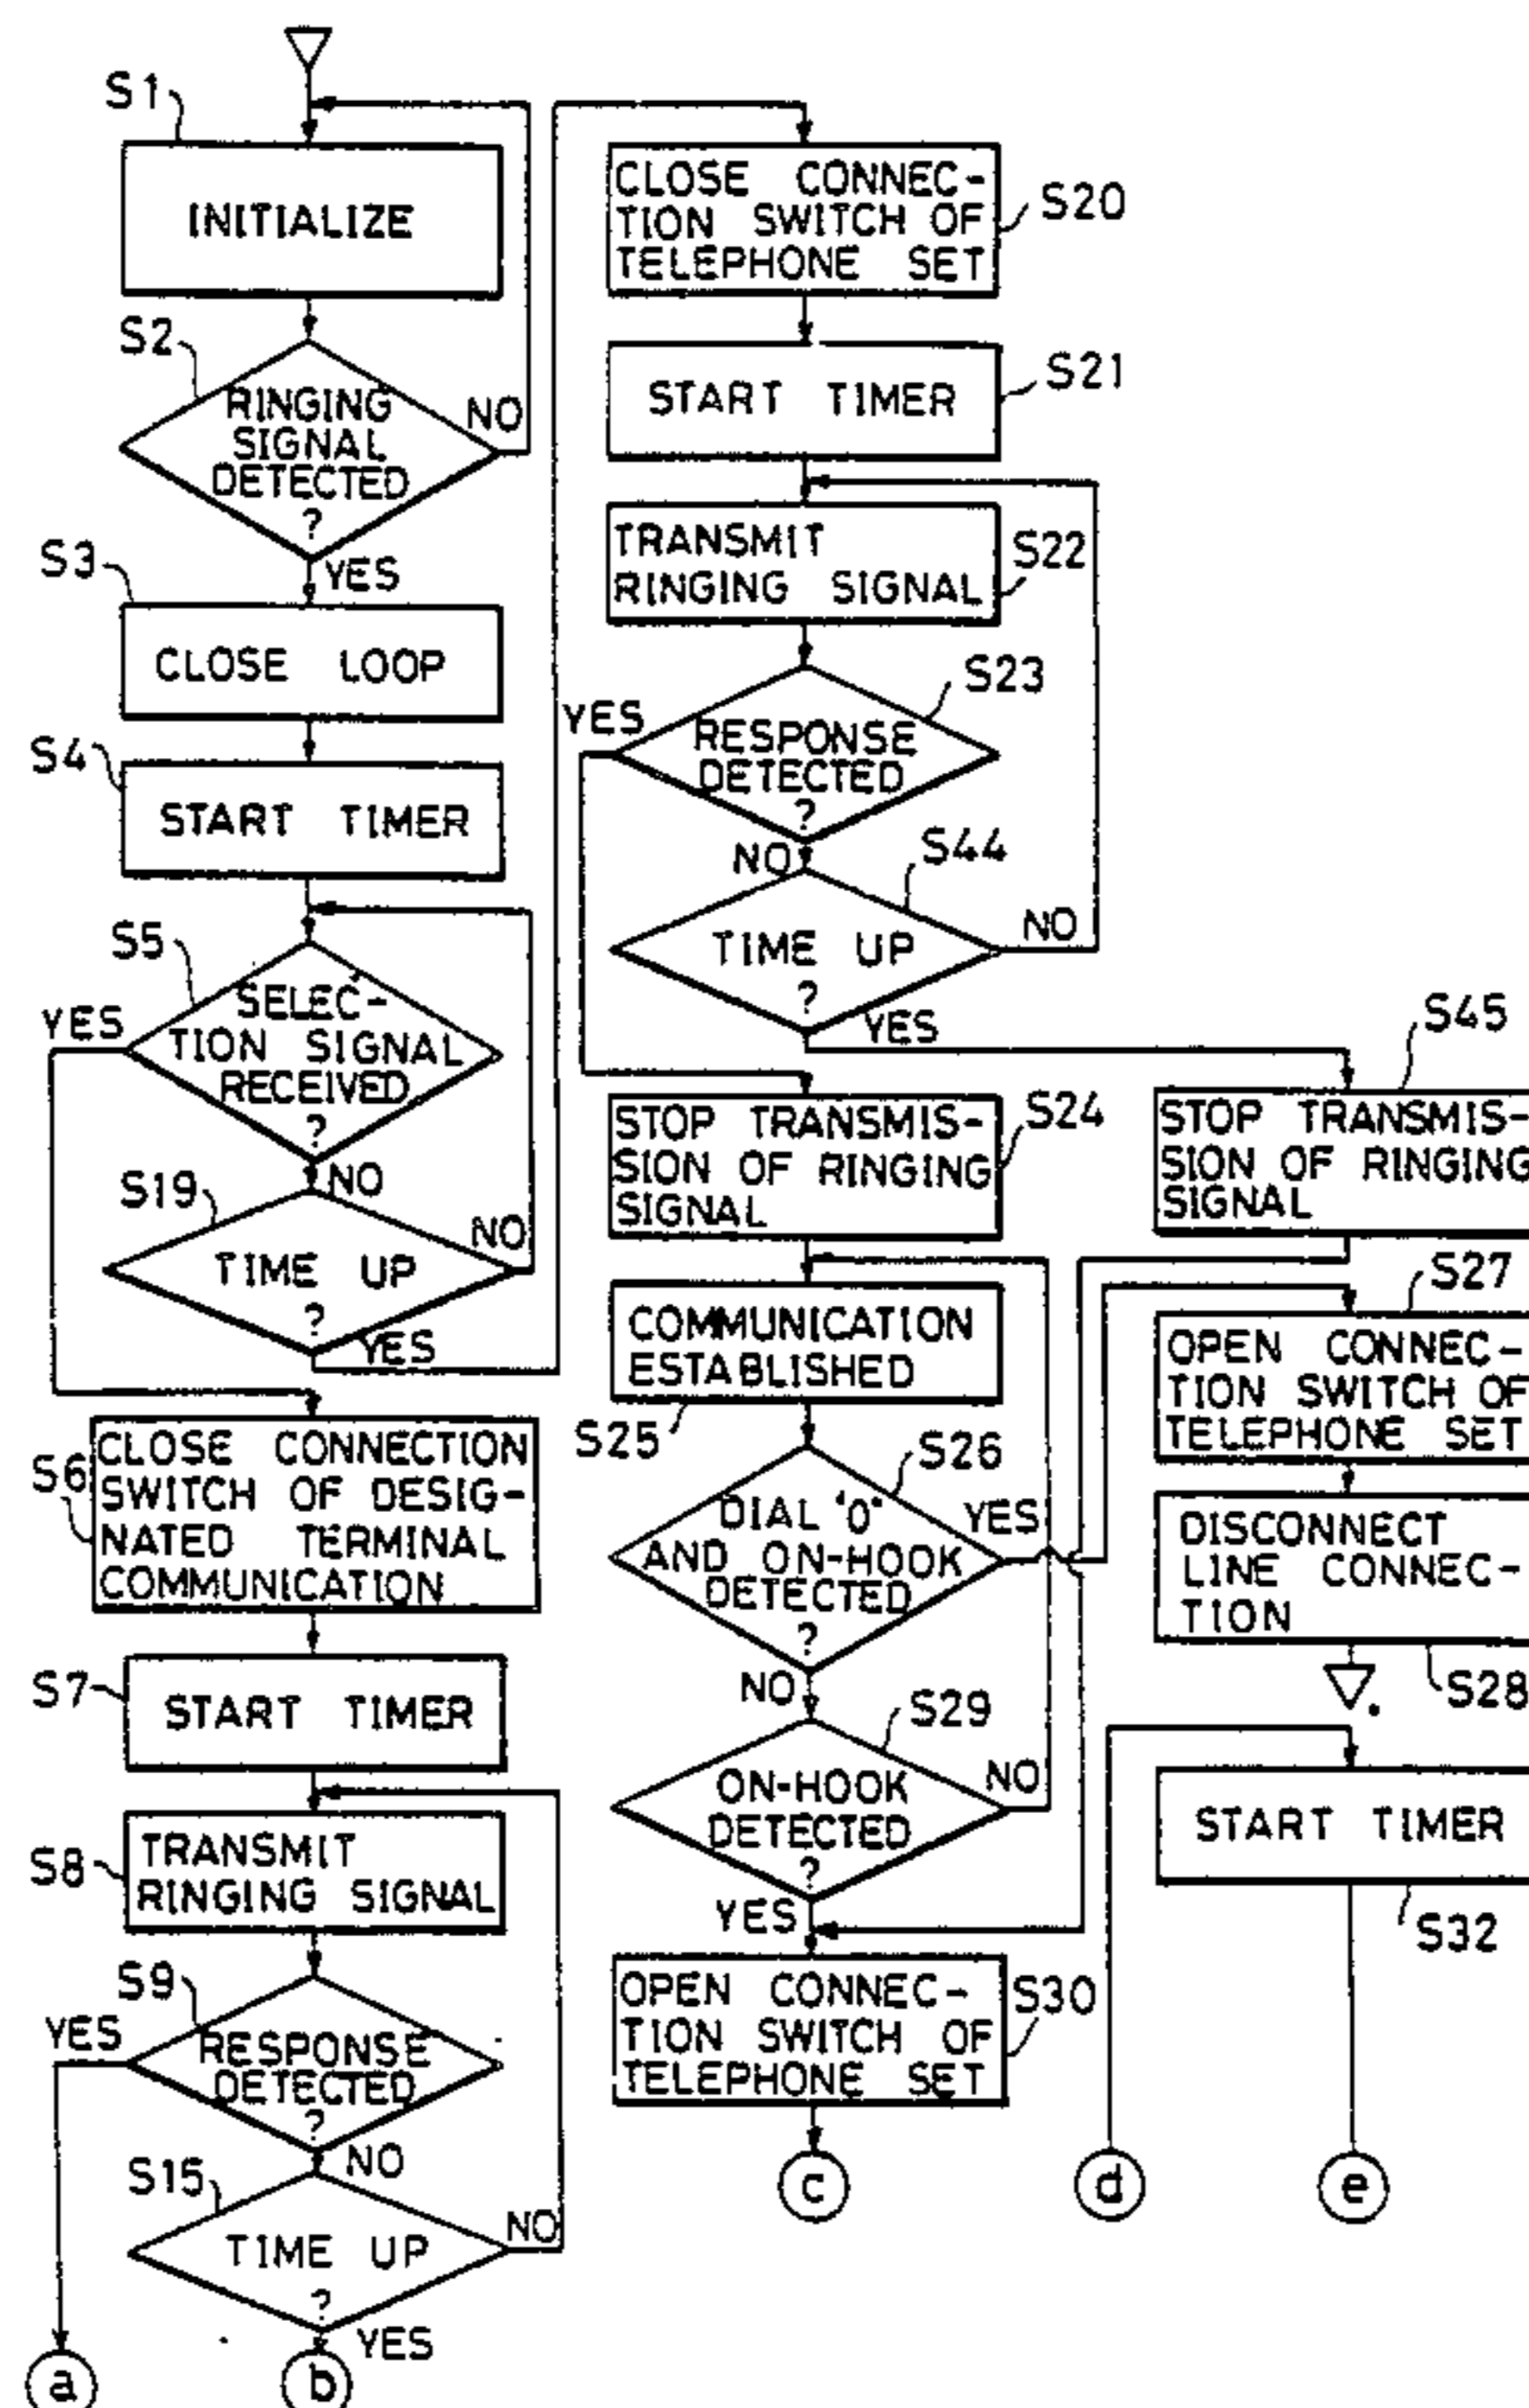 S1
INITIALIZE
S2
RINGING
SIGNAL
DETECTED
?
NO
YES
S3
CLOSE LOOP
S4
START TIMER
S5
SELEC-
TION SIGNAL
RECEIVED
?
YES
NO
S19
TIME UP
?
NO
YES
S6
CLOSE CONNECTION
SWITCH OF DESIG-
NATED TERMINAL
COMMUNICATION
S7
START TIMER
S8
TRANSMIT
RINGING SIGNAL
S9
RESPONSE
DETECTED
?
YES
NO
S15
TIME UP
?
NO
YES
a
b
CLOSE CONNEC-
TION SWITCH OF
TELEPHONE SET
S20
START TIMER
S21
TRANSMIT
RINGING SIGNAL
S22
S23
RESPONSE
DETECTED
?
YES
NO
S44
TIME UP
?
NO
YES
STOP TRANSMIS-
SION OF RINGING
SIGNAL
S24
COMMUNICATION
ESTABLISHED
S25
S26
DIAL "0"
AND ON-HOOK
DETECTED
?
YES
NO
S29
ON-HOOK
DETECTED
?
NO
YES
OPEN CONNEC-
TION SWITCH OF
TELEPHONE SET
S30
c
S45
STOP TRANSMIS-
SION OF RINGING
SIGNAL
S27
OPEN CONNEC-
TION SWITCH OF
TELEPHONE SET
DISCONNECT
LINE CONNEC-
TION
S28
START TIMER
S32
d
e